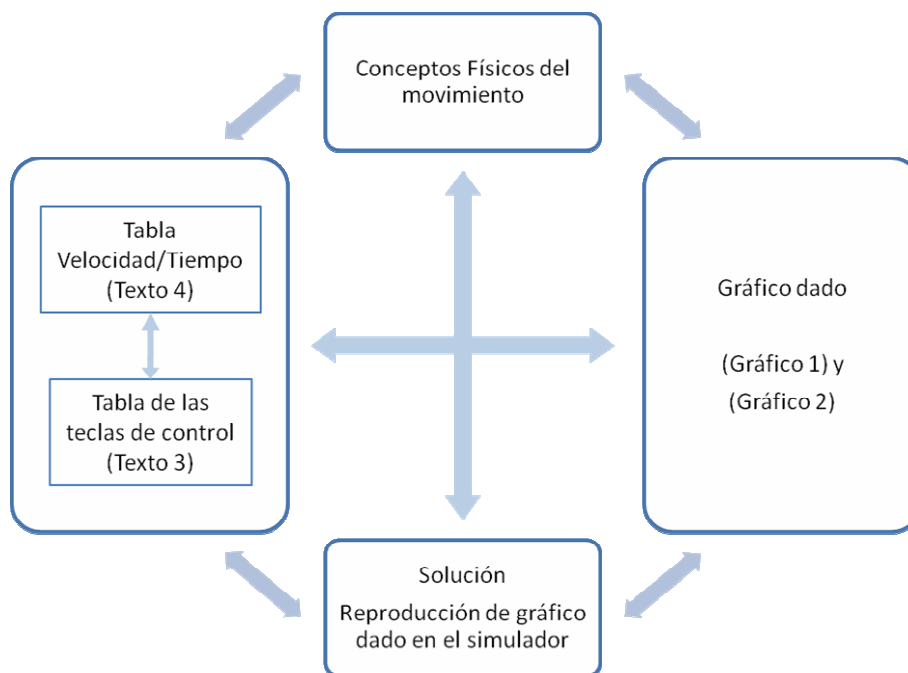 Conceptos Físicos del
movimiento
Tabla
Velocidad/Tiempo
(Texto 4)
Tabla de las
teclas de control
(Texto 3)
Gráfico dado
(Gráfico 1) y
(Gráfico 2)
Solución
Reproducción de gráfico
dado en el simulador